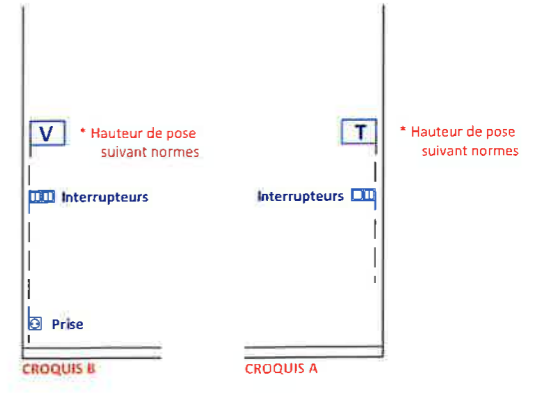 V
* Hauteur de pose
suivant normes
T
* Hauteur de pose
suivant normes
Interrupteurs
Interrupteurs
Prise
CROQUIS B
CROQUIS A